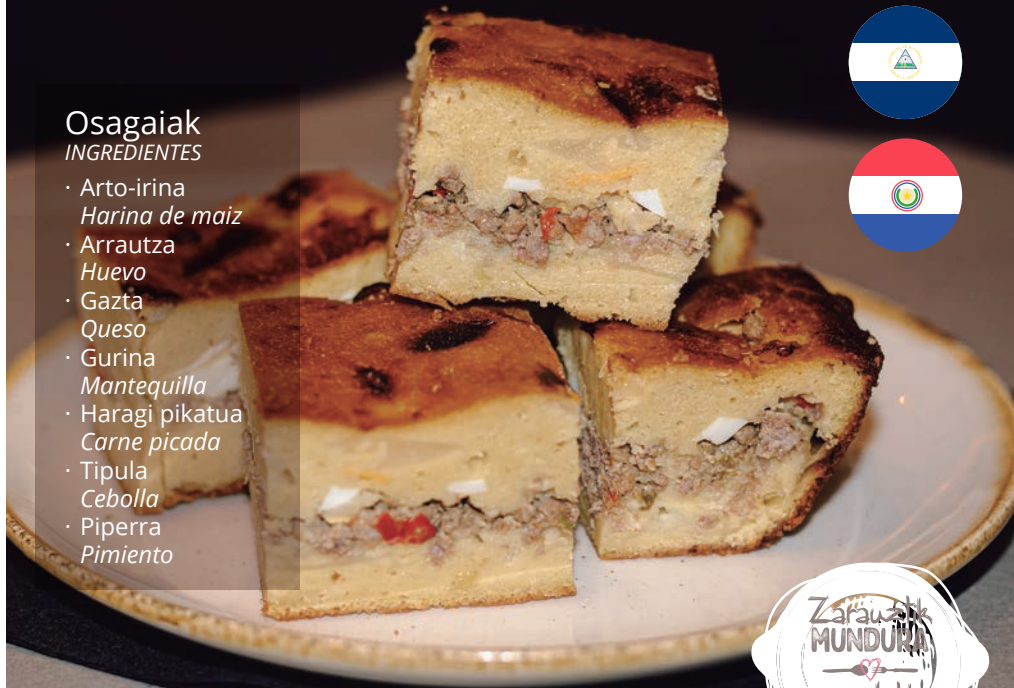 Osagaiak
INGREDIENTES
· Arto-irina
Harina de maiz
· Arrautza
Huevo
· Gazta
Queso
· Gurina
Mantequilla
· Haragi pikatua
Carne picada
· Tipula
Cebolla
· Piperra
Pimiento
Zarauztik
MUNDURA